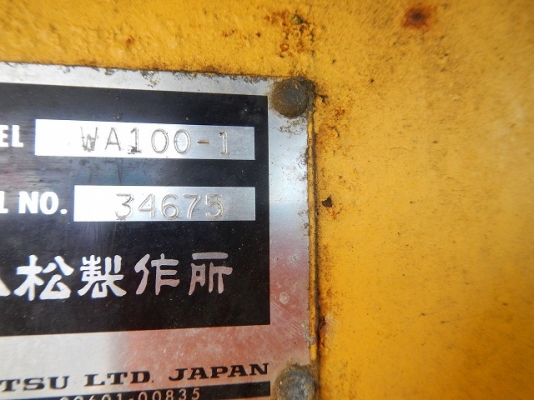 EL WA100-1
L NO. 34675
松製作所
TSU LTD. JAPAN